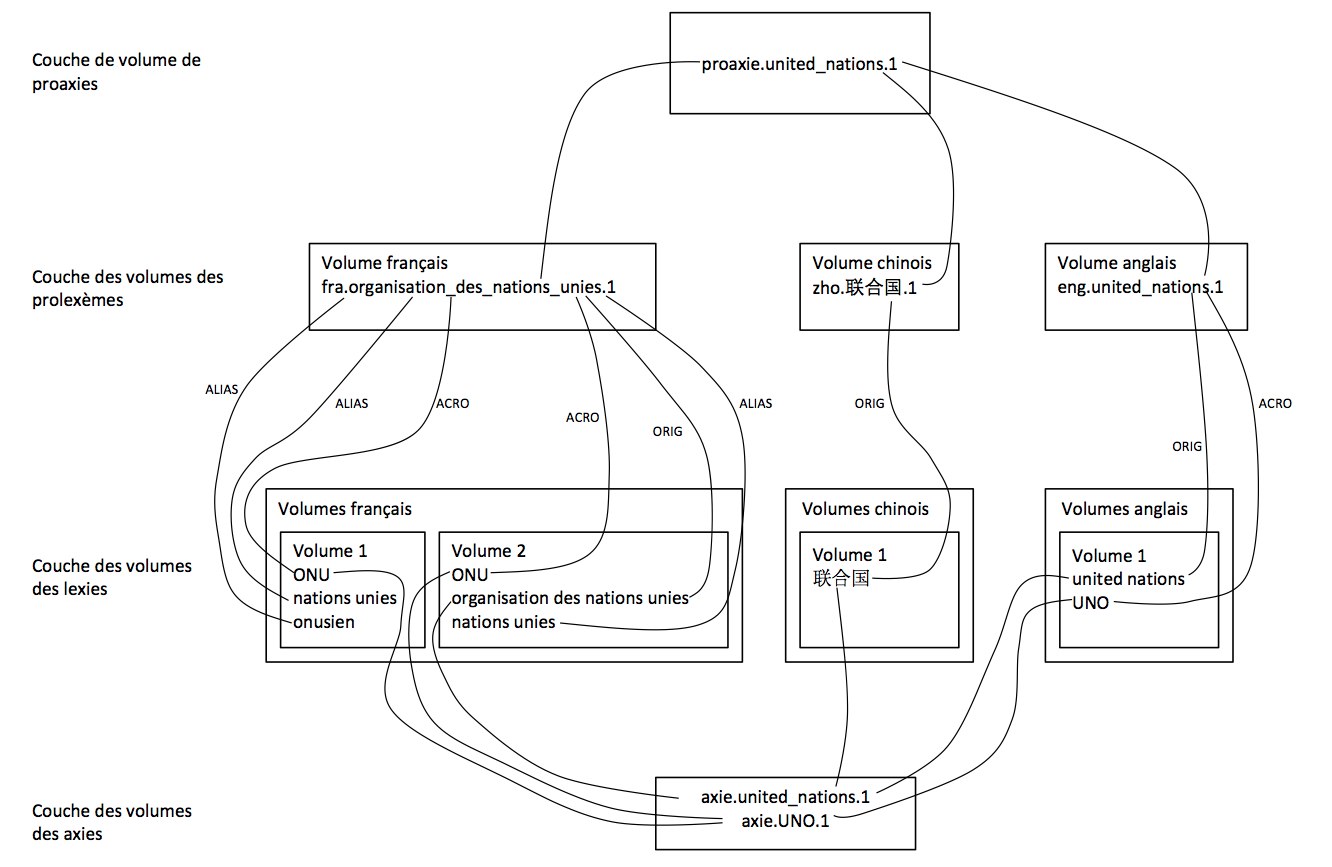 Couche de volume de
proaxies
proaxie.united_nations.1
Couche des volumes des
prolexèmes
Volume français
fra.organisation_des_nations_unies.1
Volume chinois
zho.联合国.1
Volume anglais
eng.united_nations.1
ALIAS
ALIAS
ACRO
ACRO
ORIG
ALIAS
ORIG
ORIG
ACRO
Couche des volumes
des lexies
Volumes français
Volume 1
ONU
nations unies
onusien
Volume 2
ONU
organisation des nations unies
nations unies
Volumes chinois
Volume 1
联合国
Volumes anglais
Volume 1
united nations
UNO
Couche des volumes
des axies
axie.united_nations.1
axie.UNO.1